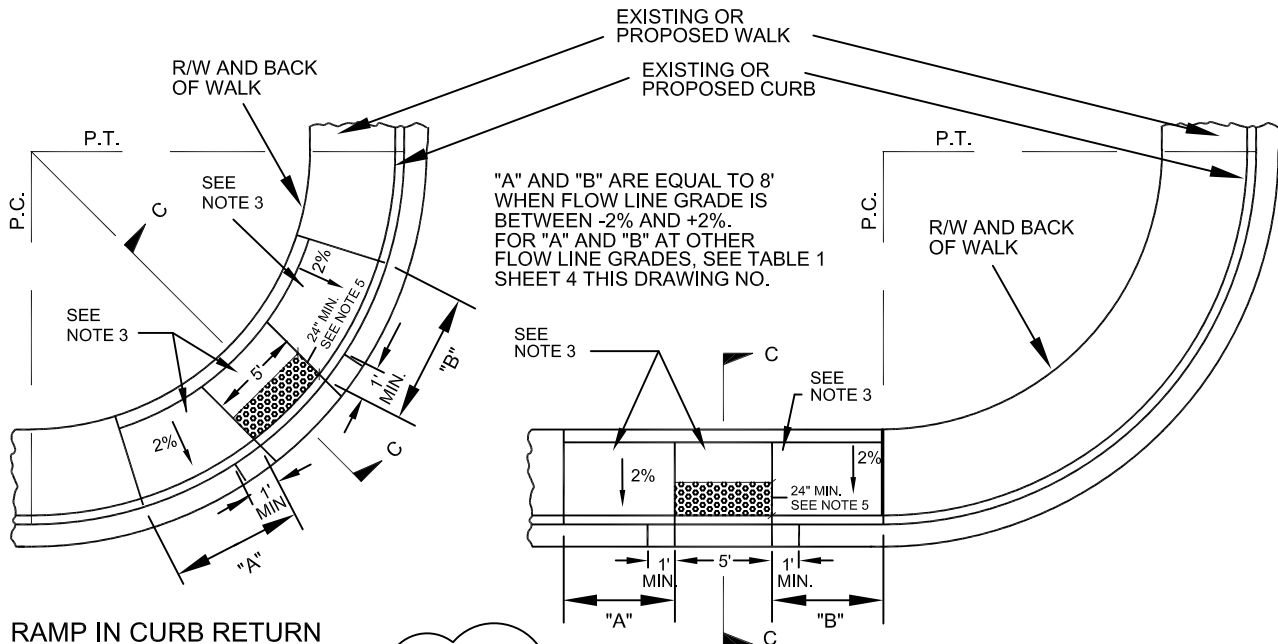 EXISTING OR
PROPOSED WALK
R/W AND BACK
OF WALK
EXISTING OR
PROPOSED CURB
P.T.
P.T.
P.C.
P.C.
SEE
NOTE 3
C
"A" AND "B" ARE EQUAL TO 8'
WHEN FLOW LINE GRADE IS
BETWEEN -2% AND +2%.
FOR "A" AND "B" AT OTHER
FLOW LINE GRADES, SEE TABLE 1
SHEET 4 THIS DRAWING NO.
R/W AND BACK
OF WALK
2%
24" MIN.
SEE NOTE 5
SEE
NOTE 3
5'
"B"
1'
MIN.
2%
C
1'
MIN
"A"
SEE
NOTE 3
C
SEE
NOTE 3
2%
2%
24" MIN.
SEE NOTE 5
1'
MIN.
5'
1'
MIN.
"A"
"B"
C
RAMP IN CURB RETURN